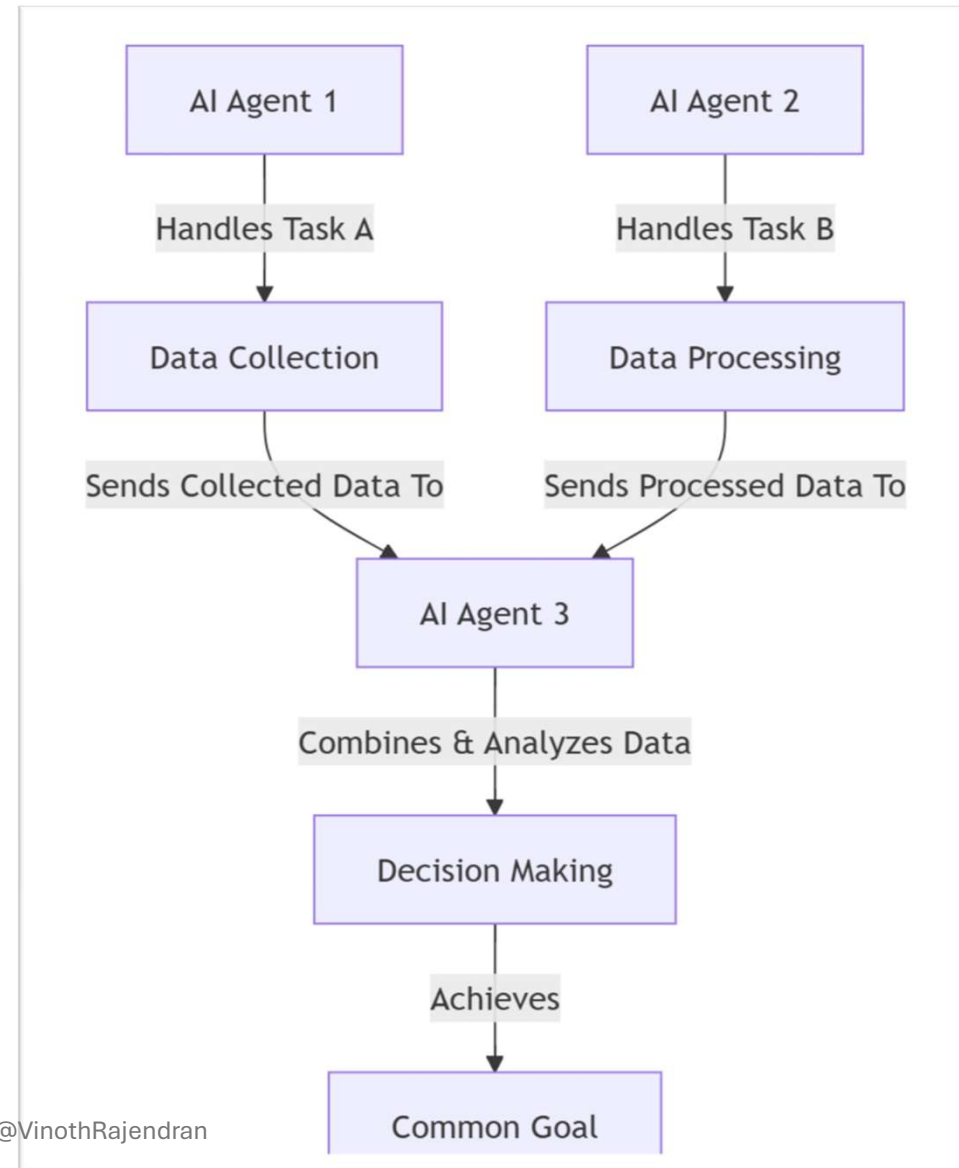 AI Agent 1
AI Agent 2
Handles Task A
Handles Task B
Data Collection
Data Processing
Sends Collected Data To
Sends Processed Data To
AI Agent 3
Combines & Analyzes Data
Decision Making
Achieves
Common Goal
@VinothRajendran